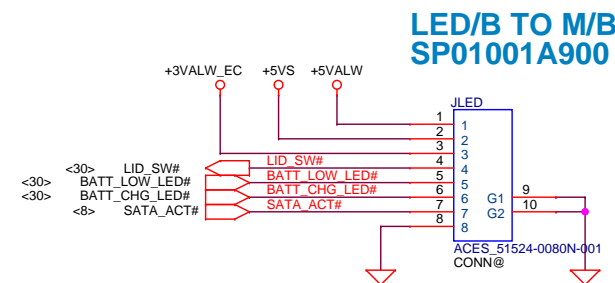 LED/B TO M/B
SP01001A900
+3VALW_EC +5VS +5VALW
JLED
1 1
2 2
3 3
<30> LID_SW# LID_SW# 4 4
<30> BATT_LOW_LED# BATT_LOW_LED# 5 5
<30> BATT_CHG_LED# BATT_CHG_LED# 6 6 G1 9
<8> SATA_ACT# SATA_ACT# 7 7 G2 10
8 8
ACES_51524-0080N-001
CONN@